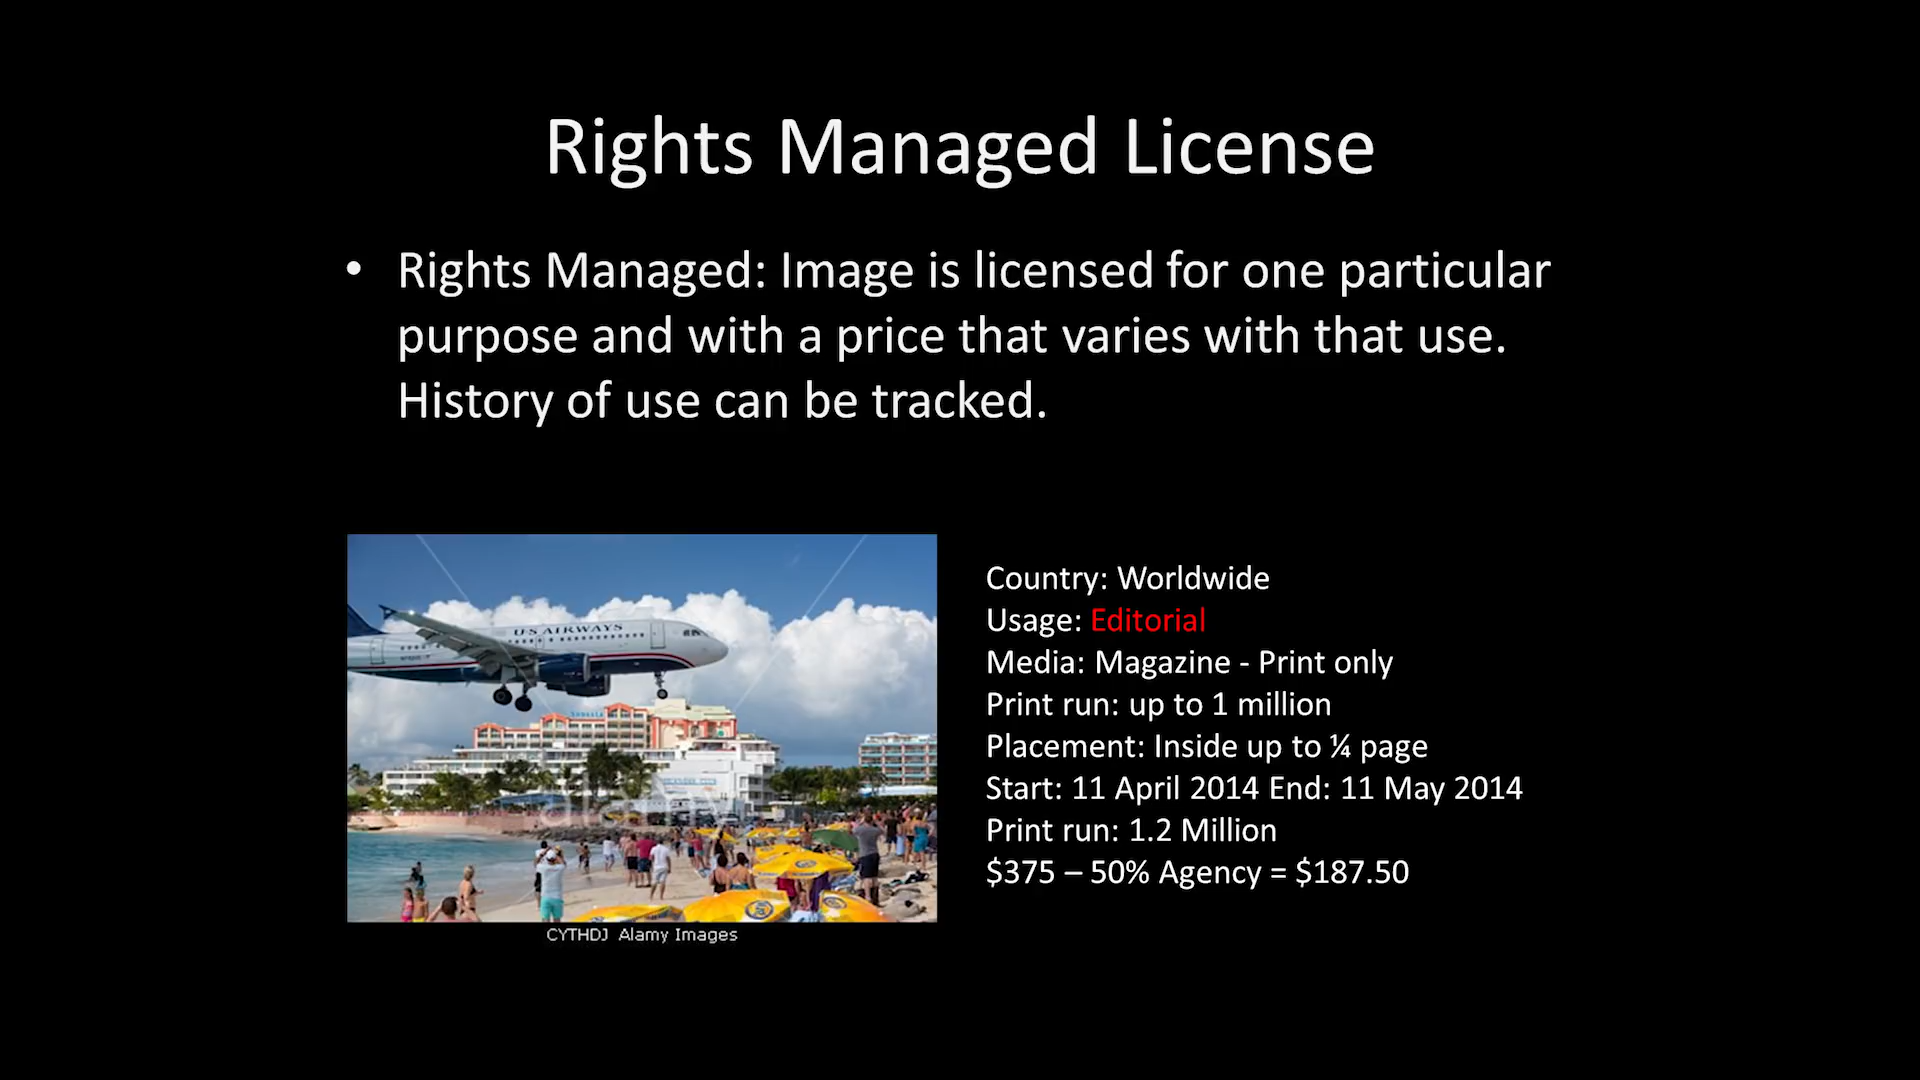 Rights Managed License
• Rights Managed: Image is licensed for one particular
purpose and with a price that varies with that use.
History of use can be tracked.
U·S AIRWAYS
alamy
Country: Worldwide
Usage: Editorial
Media: Magazine - Print only
Print run: up to 1 million
Placement: Inside up to ¼ page
Start: 11 April 2014 End: 11 May 2014
Print run: 1.2 Million
$375 – 50% Agency = $187.50
CYTHDJ Alamy Images